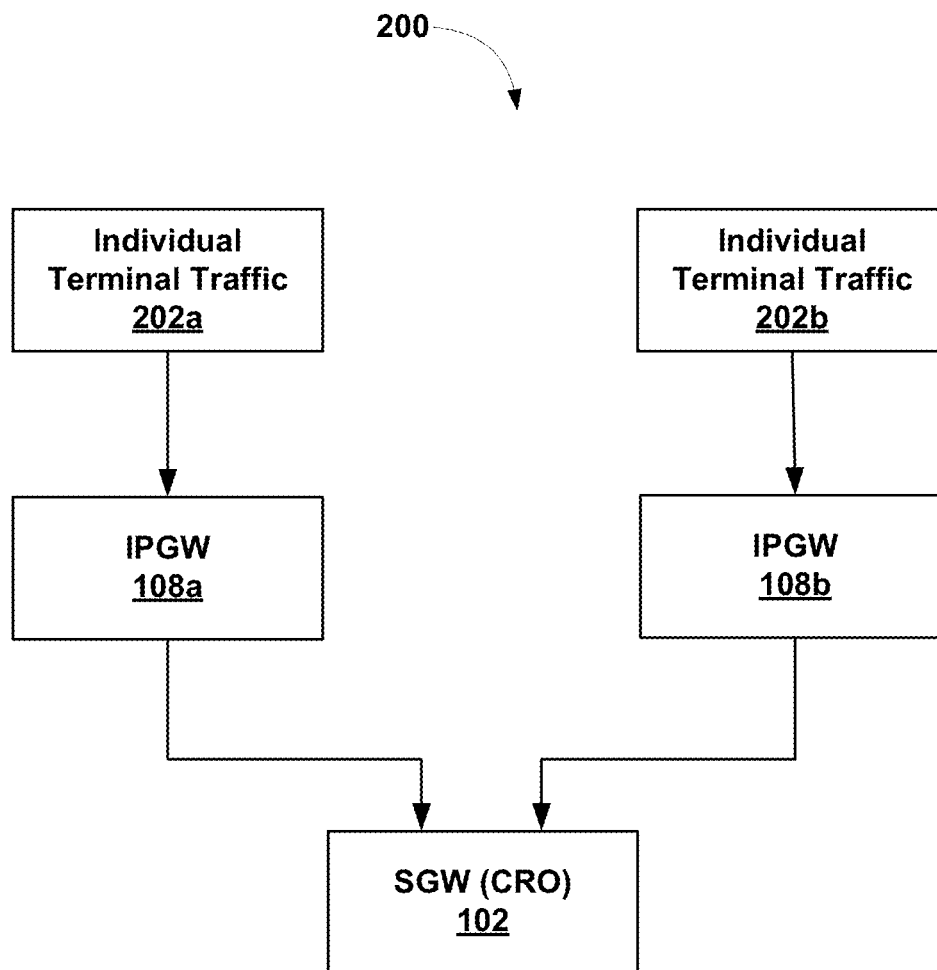 200
Individual
Terminal Traffic
202a
Individual
Terminal Traffic
202b
IPGW
108a
IPGW
108b
SGW (CRO)
102